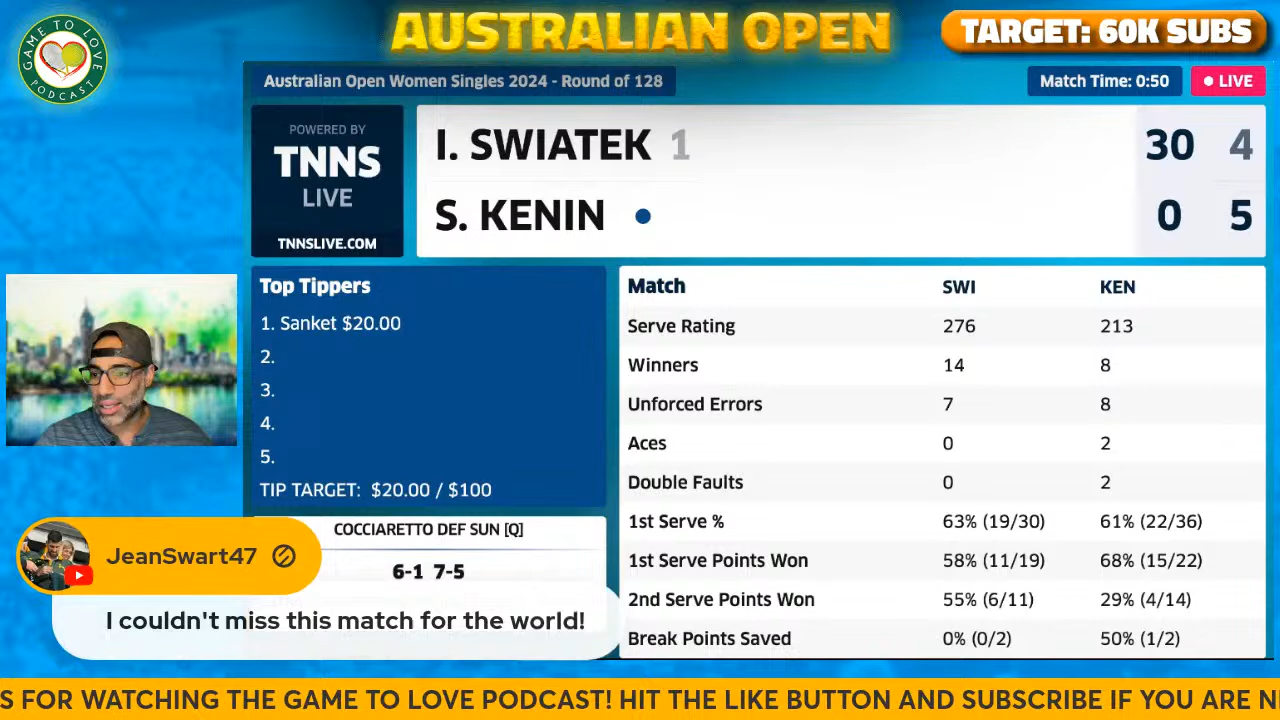 GAME TO LOVE
PODCAST
AUSTRALIAN OPEN
TARGET: 60K SUBS
Australian Open Women Singles 2024 - Round of 128
Match Time: 0:50
LIVE
POWERED BY
TNNS
LIVE
TNNSLIVE.COM
I. SWIATEK 1 30 4
S. KENIN 0 5
Top Tippers
1. Sanket $20.00
2.
3.
4.
5.
TIP TARGET: $20.00 / $100
COCCIARETTO DEF SUN [Q]
6-1 7-5
Match SWI KEN
Serve Rating 276 213
Winners 14 8
Unforced Errors 7 8
Aces 0 2
Double Faults 0 2
1st Serve % 63% (19/30) 61% (22/36)
1st Serve Points Won 58% (11/19) 68% (15/22)
2nd Serve Points Won 55% (6/11) 29% (4/14)
Break Points Saved 0% (0/2) 50% (1/2)
JeanSwart47
I couldn't miss this match for the world!
S FOR WATCHING THE GAME TO LOVE PODCAST! HIT THE LIKE BUTTON AND SUBSCRIBE IF YOU ARE N